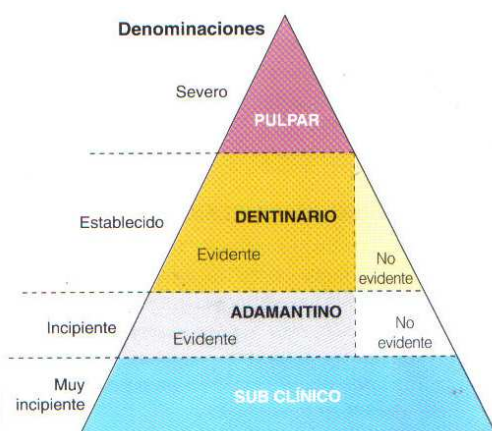 Denominaciones
Severo
PULPAR
Establecido
DENTINARIO
Evidente
No
evidente
Incipiente
ADAMANTINO
Evidente
No
evidente
Muy
incipiente
SUB CLÍNICO